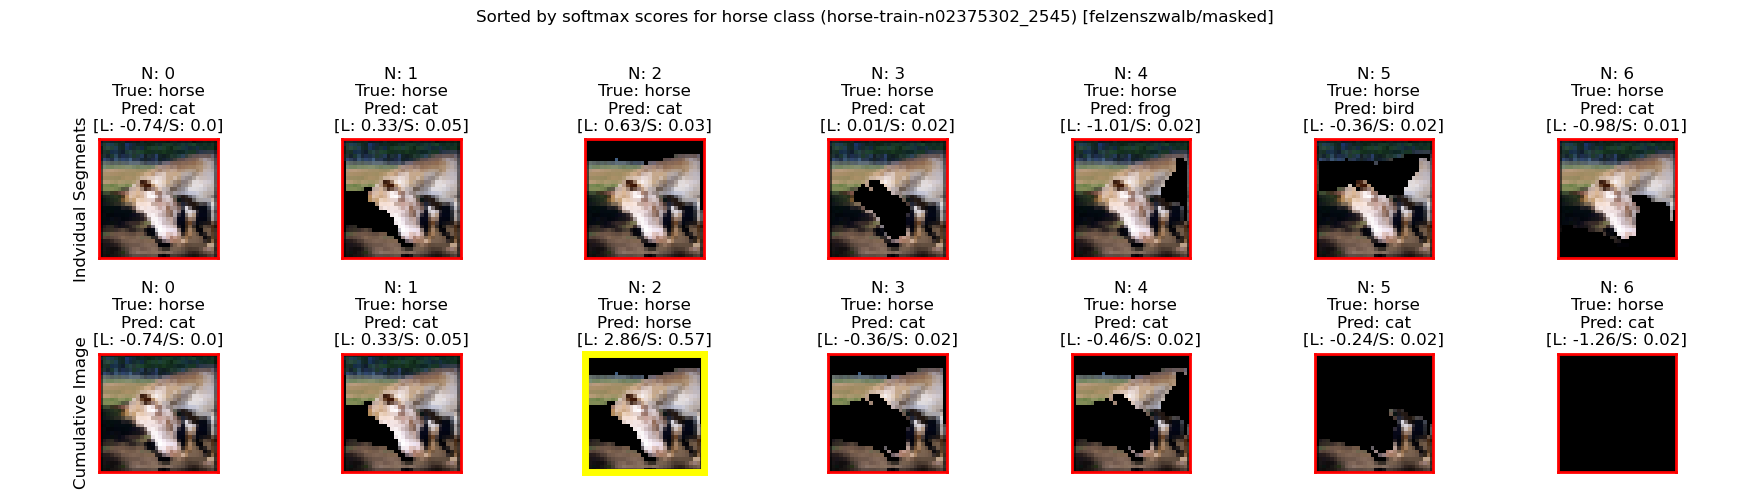 Sorted by softmax scores for horse class (horse-train-n02375302_2545) [felzenszwalb/masked]
Indvidual Segments
N: 0
True: horse
Pred: cat
[L: -0.74/S: 0.0]
N: 1
True: horse
Pred: cat
[L: 0.33/S: 0.05]
N: 2
True: horse
Pred: cat
[L: 0.63/S: 0.03]
N: 3
True: horse
Pred: cat
[L: 0.01/S: 0.02]
N: 4
True: horse
Pred: frog
[L: -1.01/S: 0.02]
N: 5
True: horse
Pred: bird
[L: -0.36/S: 0.02]
N: 6
True: horse
Pred: cat
[L: -0.98/S: 0.01]
Cumulative Image
N: 0
True: horse
Pred: cat
[L: -0.74/S: 0.0]
N: 1
True: horse
Pred: cat
[L: 0.33/S: 0.05]
N: 2
True: horse
Pred: horse
[L: 2.86/S: 0.57]
N: 3
True: horse
Pred: cat
[L: -0.36/S: 0.02]
N: 4
True: horse
Pred: cat
[L: -0.46/S: 0.02]
N: 5
True: horse
Pred: cat
[L: -0.24/S: 0.02]
N: 6
True: horse
Pred: cat
[L: -1.26/S: 0.02]